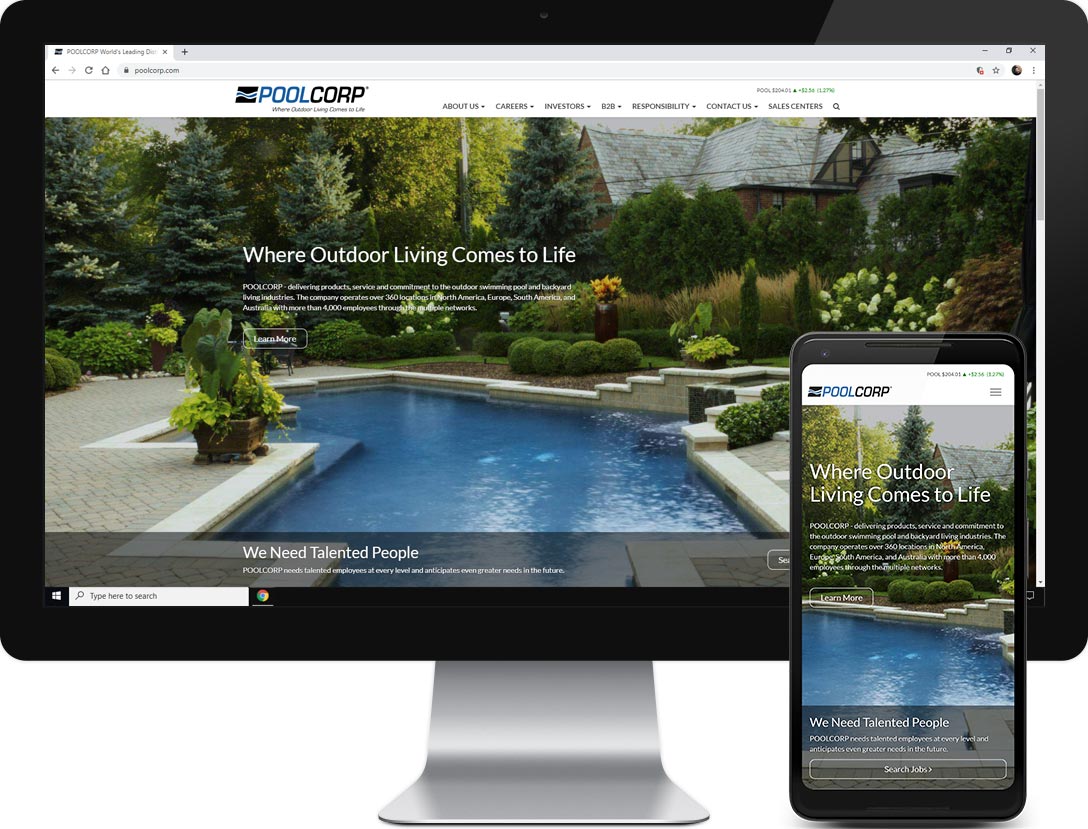 POOLCORP World's Leading Dis
poolcorp.com
POOL $204.01 ▲ +$2.56 (1.27%)
POOLCORP®
Where Outdoor Living Comes to Life
ABOUT US CAREERS INVESTORS B2B RESPONSIBILITY CONTACT US SALES CENTERS
Where Outdoor Living Comes to Life
POOLCORP - delivering products, service and commitment to the outdoor swimming pool and backyard
living industries. The company operates over 360 locations in North America, Europe, South America, and
Australia with more than 4,000 employees through the multiple networks.
Learn More
We Need Talented People
Sea
POOLCORP needs talented employees at every level and anticipates even greater needs in the future.
Type here to search
POOL $204.01 ▲ +$2.56 (1.27%)
POOLCORP®
Where Outdoor
Living Comes to Life
POOLCORP - delivering products, service and commitment to
the outdoor swimming pool and backyard living industries. The
company operates over 360 locations in North America,
Europe, South America, and Australia with more than 4,000
employees through the multiple networks.
Learn More
We Need Talented People
POOLCORP needs talented employees at every level and
anticipates even greater needs in the future.
Search Jobs ›